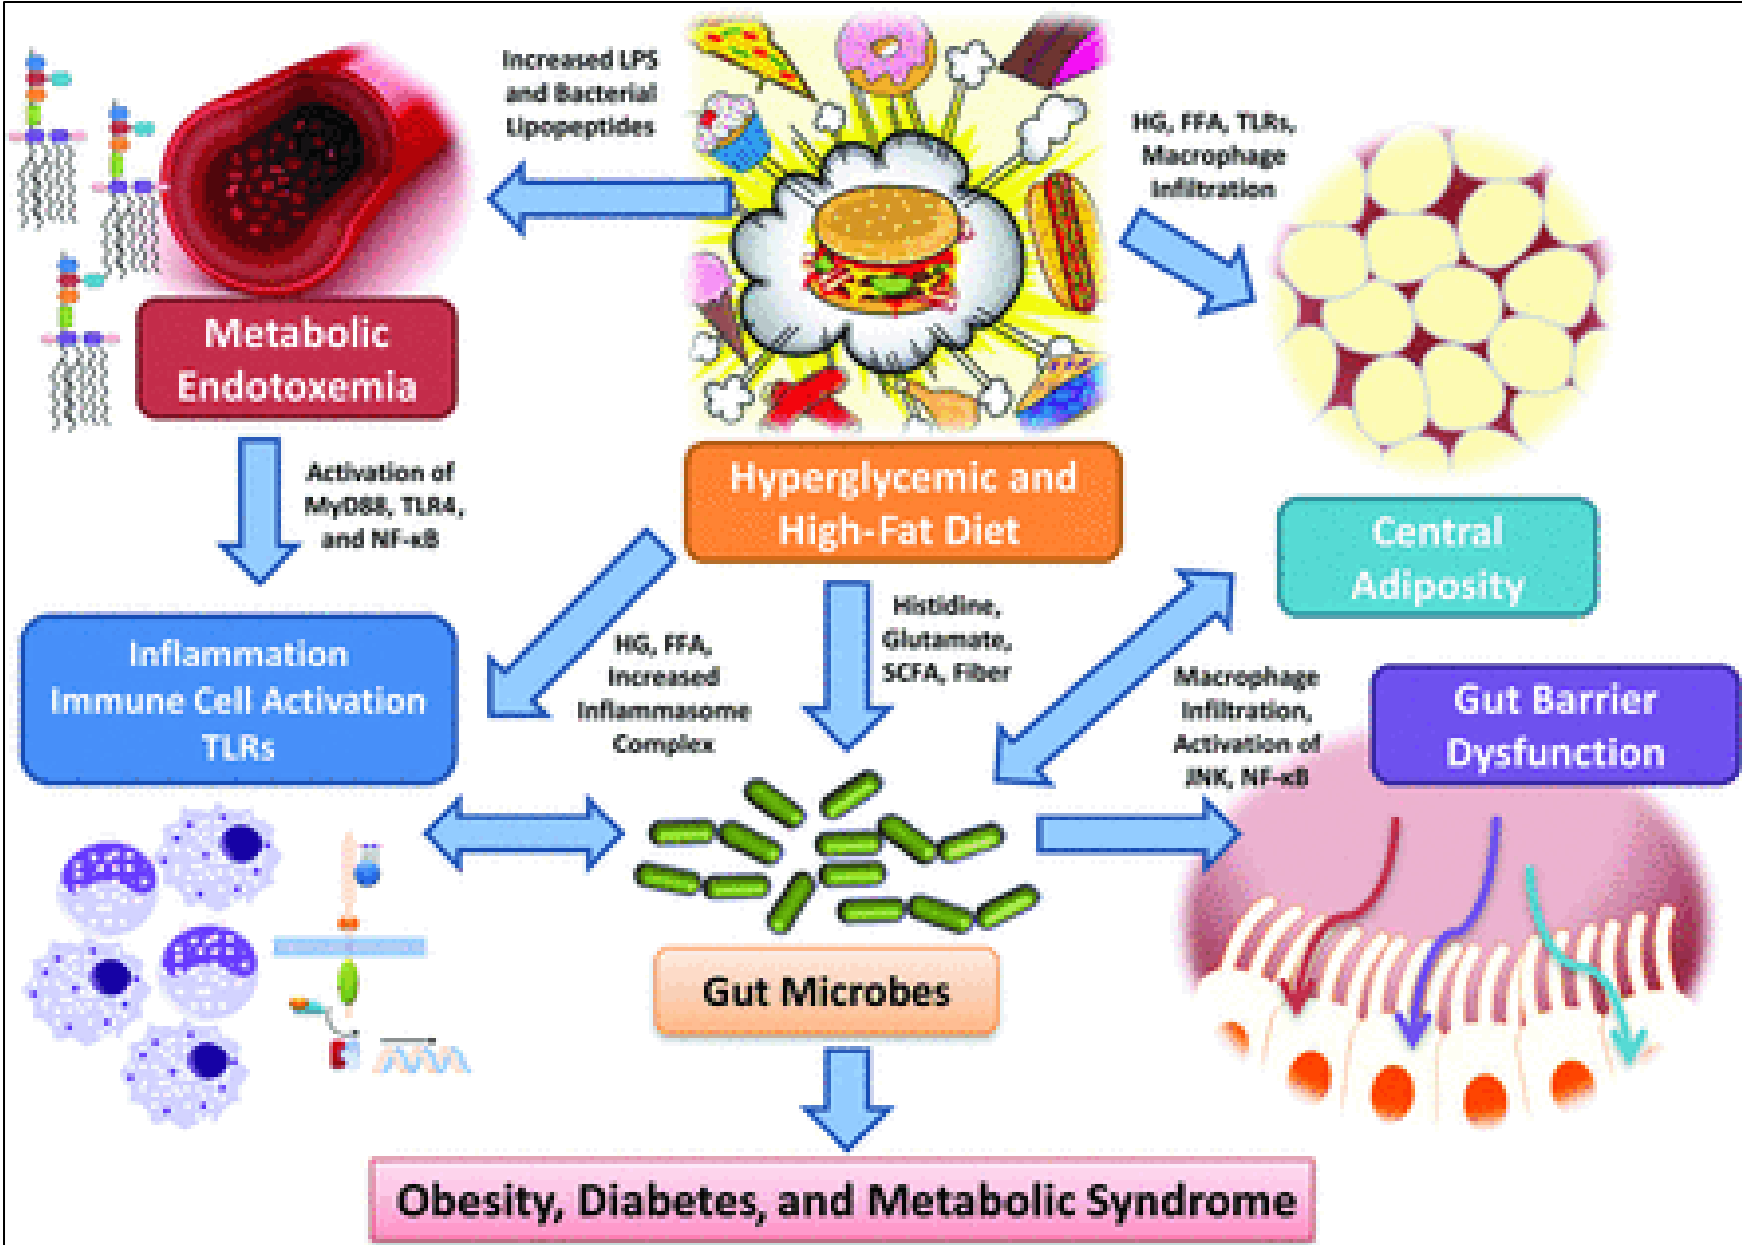 Increased LPS
and Bacterial
Lipopeptides
HG, FFA, TLRs,
Macrophage
Infiltration
Metabolic
Endotoxemia
Activation of
MyD88, TLR4,
and NF-κB
Hyperglycemic and
High-Fat Diet
Central
Adiposity
Inflammation
Immune Cell Activation
TLRs
HG, FFA,
Increased
Inflammasome
Complex
Histidine,
Glutamate,
SCFA, Fiber
Macrophage
Infiltration,
Activation of
JNK, NF-κB
Gut Barrier
Dysfunction
Gut Microbes
Obesity, Diabetes, and Metabolic Syndrome